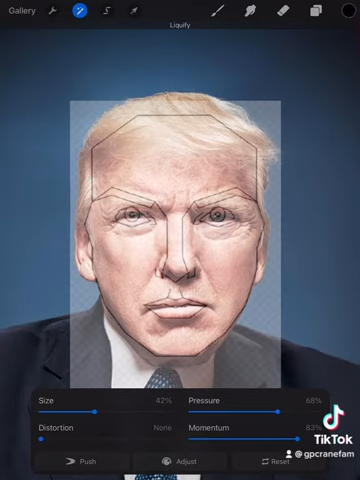 Gallery
Liquify
Size 42% Pressure 68%
Distortion None Momentum 83%
Push Adjust Reset
TikTok
@gpcranefam